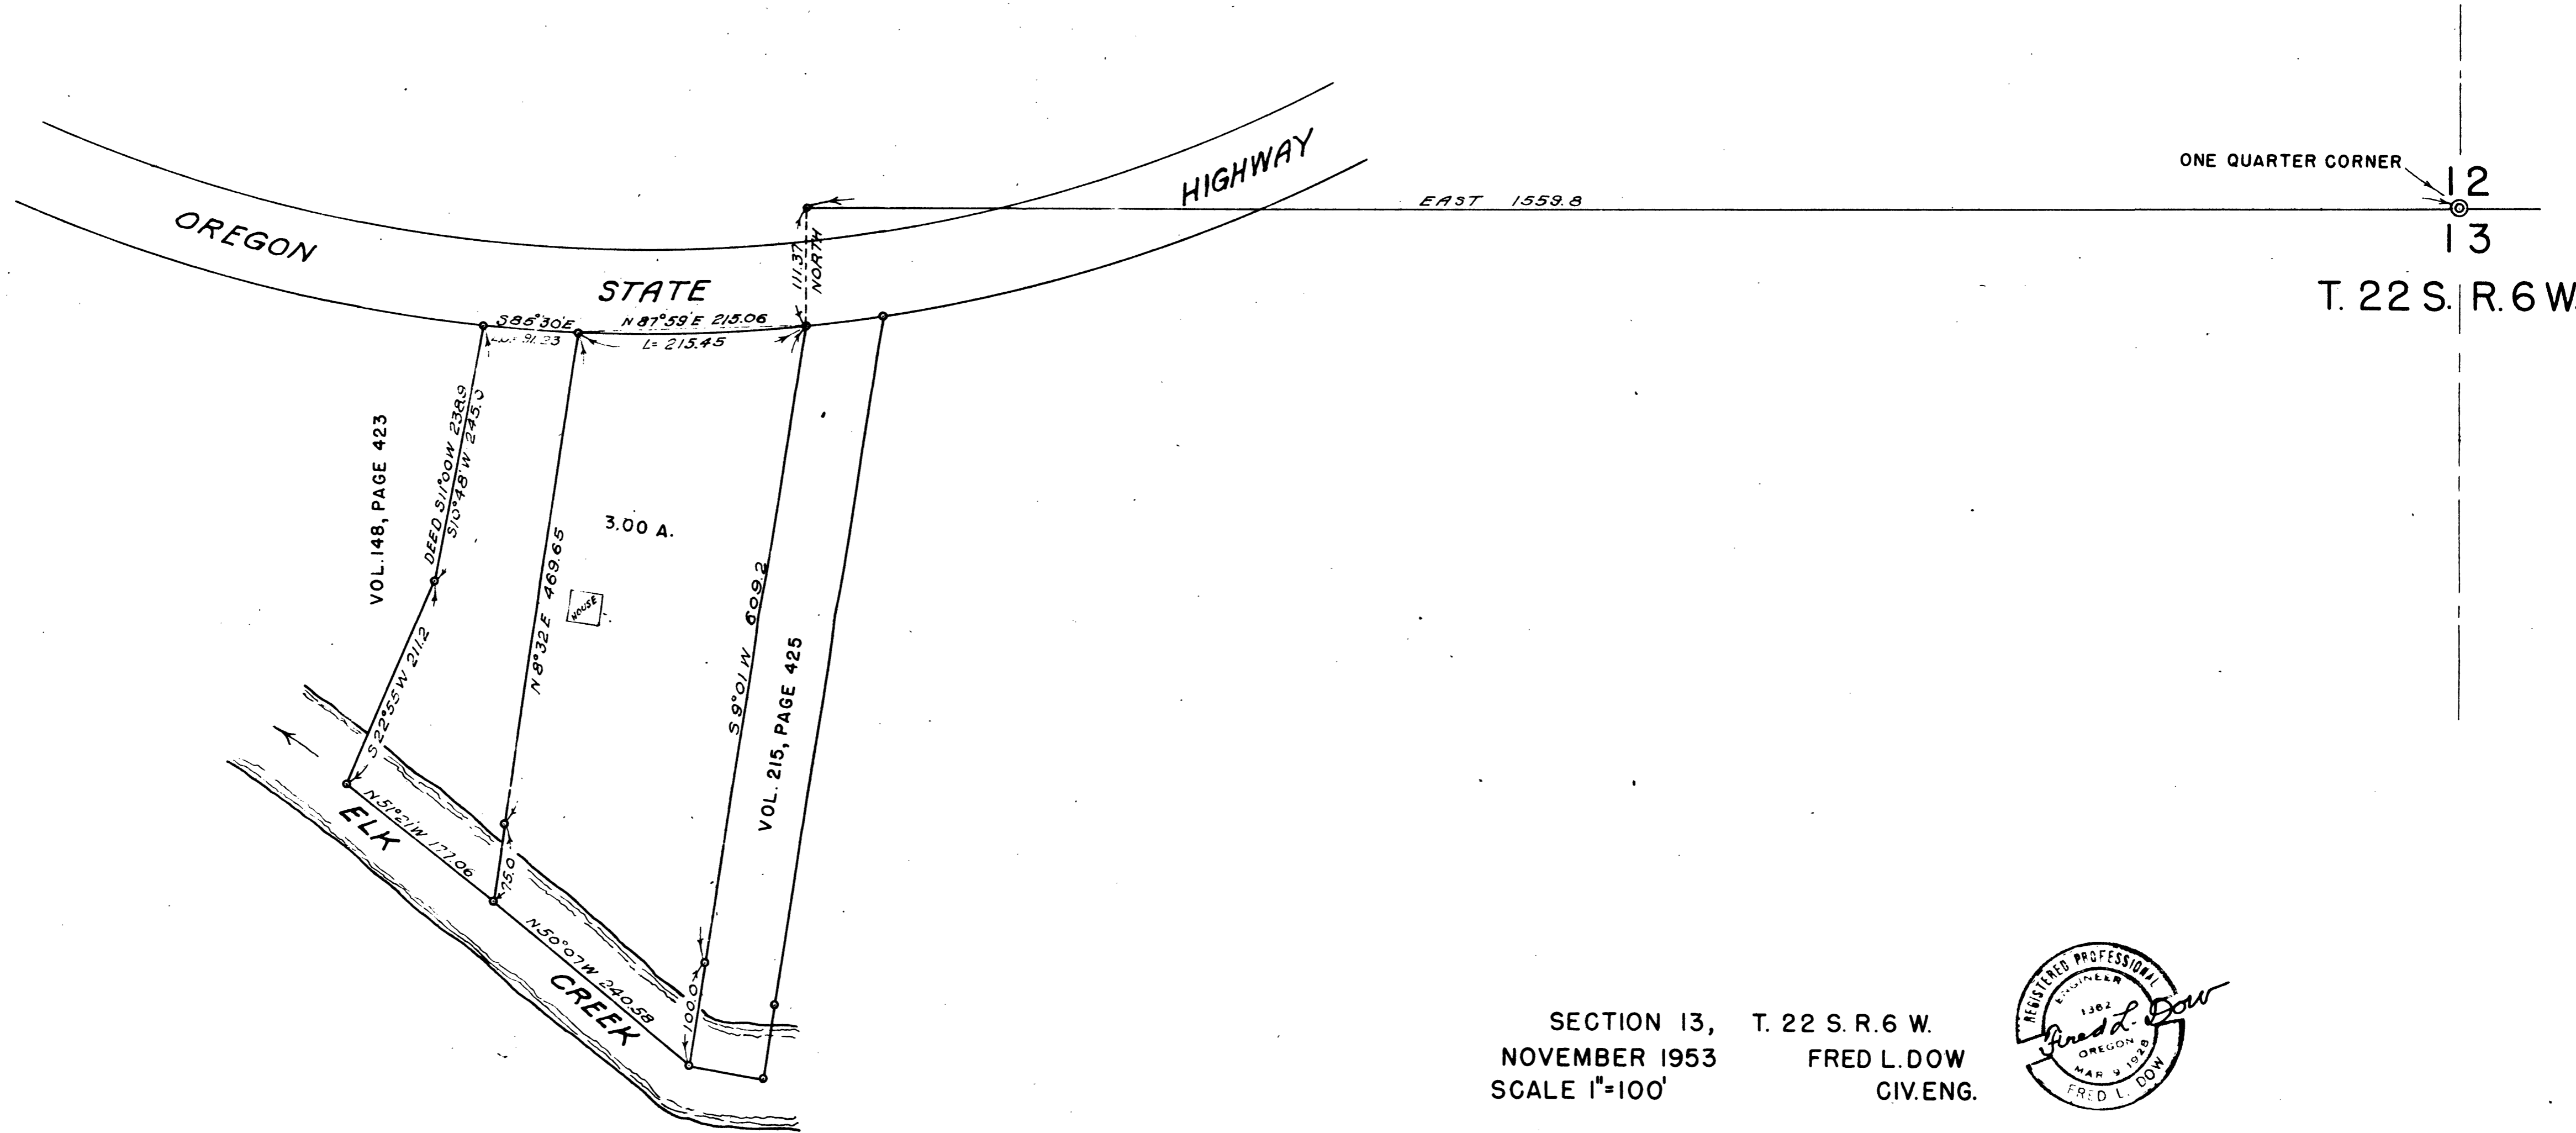 ONE QUARTER CORNER
12
13
T. 22 S. R. 6 W.
EAST 1559.8
OREGON
STATE
HIGHWAY
111.37
NORTH
S 86°30'E
91.23
N 87°59'E 215.06
L= 215.45
VOL. 148, PAGE 423
DEED S11°00W 238.9
S10°48'W 245.0
S 22°55'W 211.2
N 8°32 E 469.65
3.00 A.
HOUSE
S 9°01 W 609.2
VOL. 215, PAGE 425
N 51°21'W 177.06
75.0
N 50°07'W 240.58
100.0
ELK
CREEK
SECTION 13, T. 22 S. R. 6 W.
NOVEMBER 1953 FRED L. DOW
SCALE 1"=100' CIV. ENG.
REGISTERED PROFESSIONAL
ENGINEER
1362
Fred L. Dow
OREGON
MAR 9 1928
FRED L. DOW